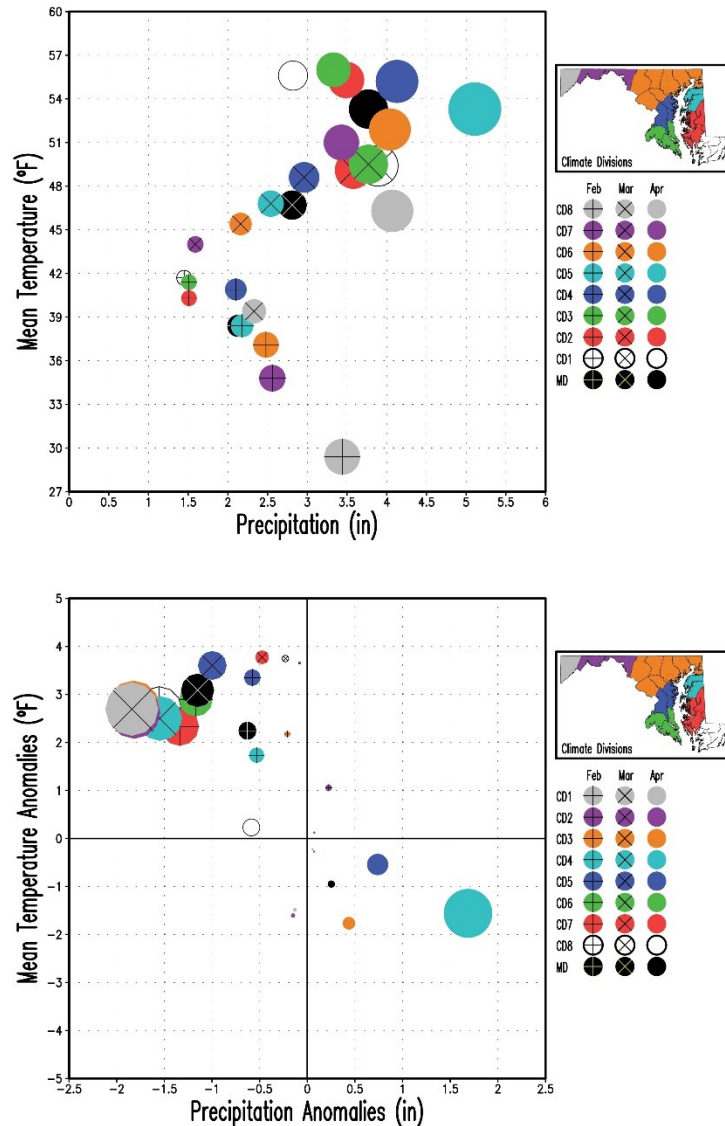 60
57
54
51
48
45
42
39
36
33
30
27
Mean Temperature (ºF)
0 0.5 1 1.5 2 2.5 3 3.5 4 4.5 5 5.5 6
Precipitation (in)
Climate Divisions
Feb Mar Apr
CD8
CD7
CD6
CD5
CD4
CD3
CD2
CD1
MD
5
4
3
2
1
0
-1
-2
-3
-4
-5
Mean Temperature Anomalies (ºF)
-2.5 -2 -1.5 -1 -0.5 0 0.5 1 1.5 2 2.5
Precipitation Anomalies (in)
Climate Divisions
Feb Mar Apr
CD1
CD2
CD3
CD4
CD5
CD6
CD7
CD8
MD